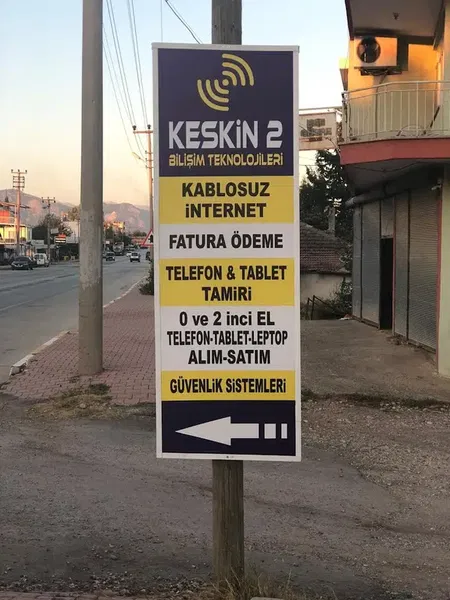 KESKİN 2
BİLİŞİM TEKNOLOJİLERİ
KABLOSUZ
İNTERNET
FATURA ÖDEME
TELEFON & TABLET
TAMİRİ
0 ve 2 inci EL
TELEFON-TABLET-LEPTOP
ALIM-SATIM
GÜVENLİK SİSTEMLERİ